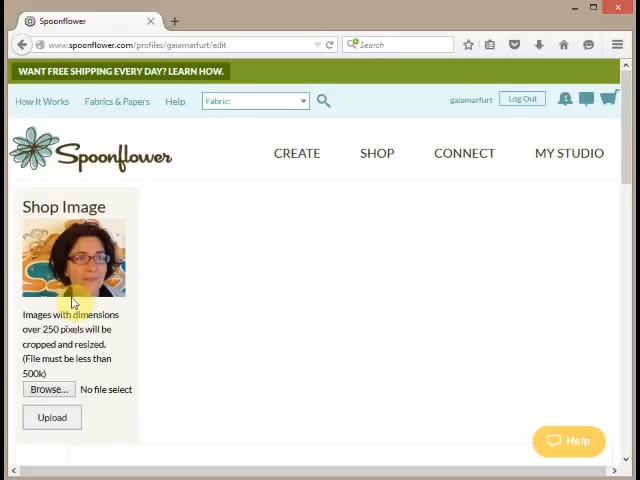 Spoonflower
www.spoonflower.com/profiles/gaiamarfurt/edit
Search
WANT FREE SHIPPING EVERY DAY? LEARN HOW.
How It Works Fabrics & Papers Help Fabric: gaiamarfurt Log Out 1
Spoonflower CREATE SHOP CONNECT MY STUDIO
Shop Image
Images with dimensions
over 250 pixels will be
cropped and resized.
(File must be less than
500k)
Browse... No file select
Upload
Help